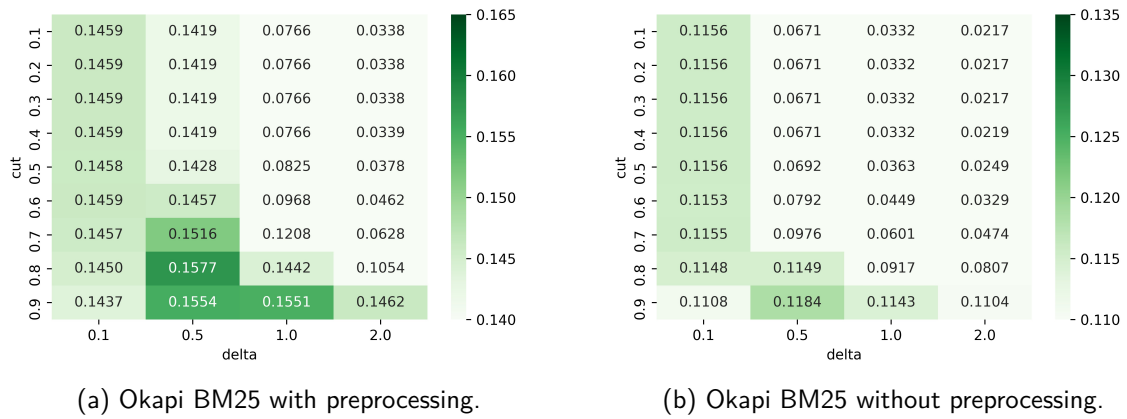 0.1 0.1459 0.1419 0.0766 0.0338
0.2 0.1459 0.1419 0.0766 0.0338
0.3 0.1459 0.1419 0.0766 0.0338
0.4 0.1459 0.1419 0.0766 0.0339
0.5 0.1458 0.1428 0.0825 0.0378
0.6 0.1459 0.1457 0.0968 0.0462
0.7 0.1457 0.1516 0.1208 0.0628
0.8 0.1450 0.1577 0.1442 0.1054
0.9 0.1437 0.1554 0.1551 0.1462
cut
0.1 0.5 1.0 2.0
delta
0.165
0.160
0.155
0.150
0.145
0.140
(a) Okapi BM25 with preprocessing.
0.1 0.1156 0.0671 0.0332 0.0217
0.2 0.1156 0.0671 0.0332 0.0217
0.3 0.1156 0.0671 0.0332 0.0217
0.4 0.1156 0.0671 0.0332 0.0219
0.5 0.1156 0.0692 0.0363 0.0249
0.6 0.1153 0.0792 0.0449 0.0329
0.7 0.1155 0.0976 0.0601 0.0474
0.8 0.1148 0.1149 0.0917 0.0807
0.9 0.1108 0.1184 0.1143 0.1104
cut
0.1 0.5 1.0 2.0
delta
0.135
0.130
0.125
0.120
0.115
0.110
(b) Okapi BM25 without preprocessing.